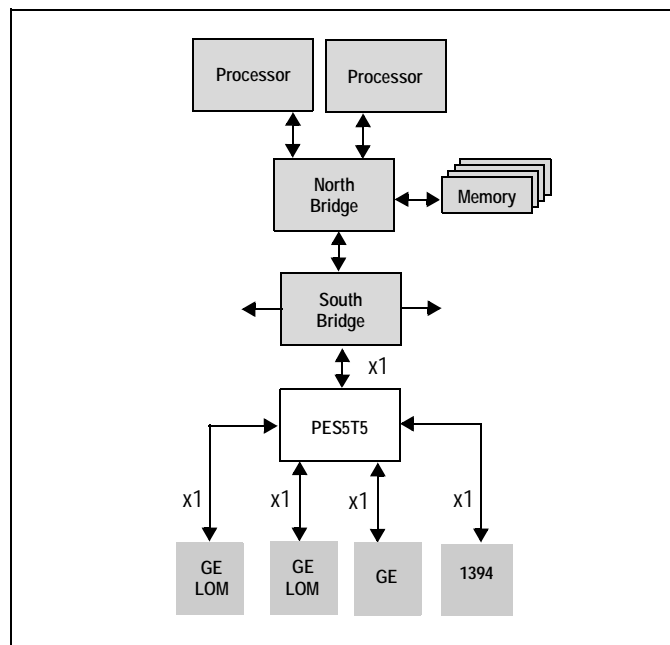 Processor
Processor
North
Bridge
Memory
South
Bridge
x1
PES5T5
x1
x1
x1
x1
GE
LOM
GE
LOM
GE
1394